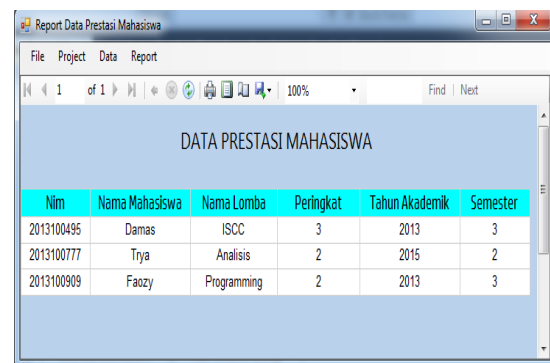 Report Data Prestasi Mahasiswa
File Project Data Report
1 of 1 100% Find | Next
DATA PRESTASI MAHASISWA
Nim Nama Mahasiswa Nama Lomba Peringkat Tahun Akademik Semester
2013100495 Damas ISCC 3 2013 3
2013100777 Trya Analisis 2 2015 2
2013100909 Faozy Programming 2 2013 3